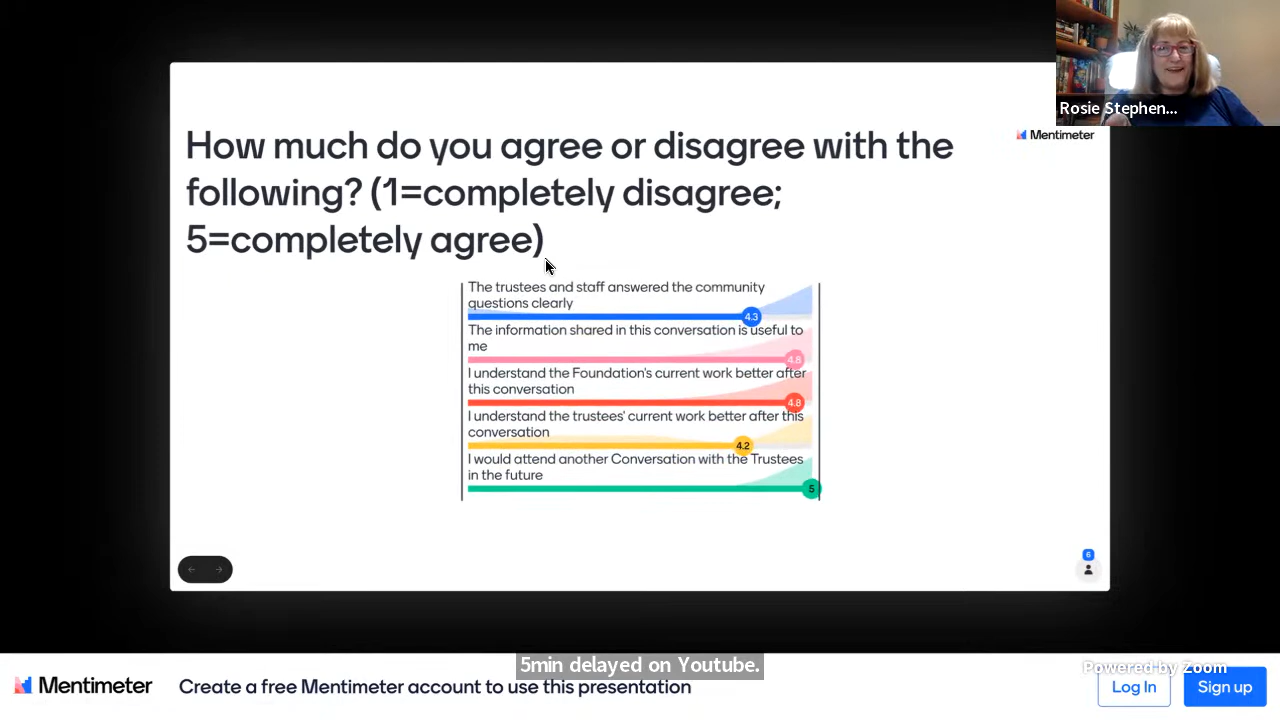 Rosie Stephen...
Mentimeter
How much do you agree or disagree with the
following? (1=completely disagree;
5=completely agree)
The trustees and staff answered the community
questions clearly
4.3
The information shared in this conversation is useful to
me
4.8
I understand the Foundation's current work better after
this conversation
4.8
I understand the trustees' current work better after this
conversation
4.2
I would attend another Conversation with the Trustees
in the future
5
6
5min delayed on Youtube.
Powered by Zoom
Mentimeter
Create a free Mentimeter account to use this presentation
Log In
Sign up